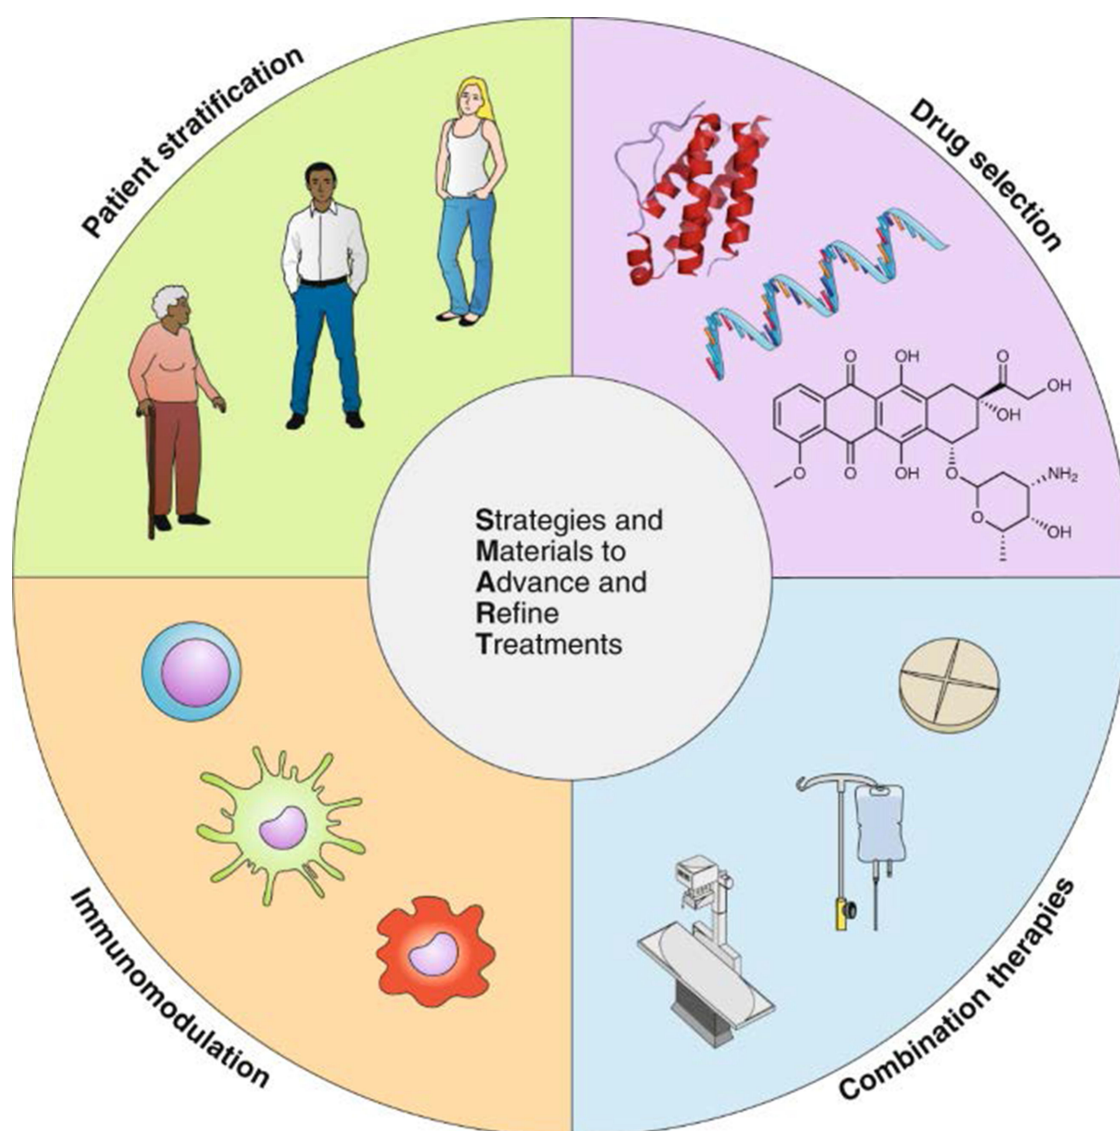 Patient stratification
Drug selection
O
OH
O
OH
OH
O
O
OH
O
NH₂
O
OH
Strategies and
Materials to
Advance and
Refine
Treatments
Immunomodulation
Combination therapies